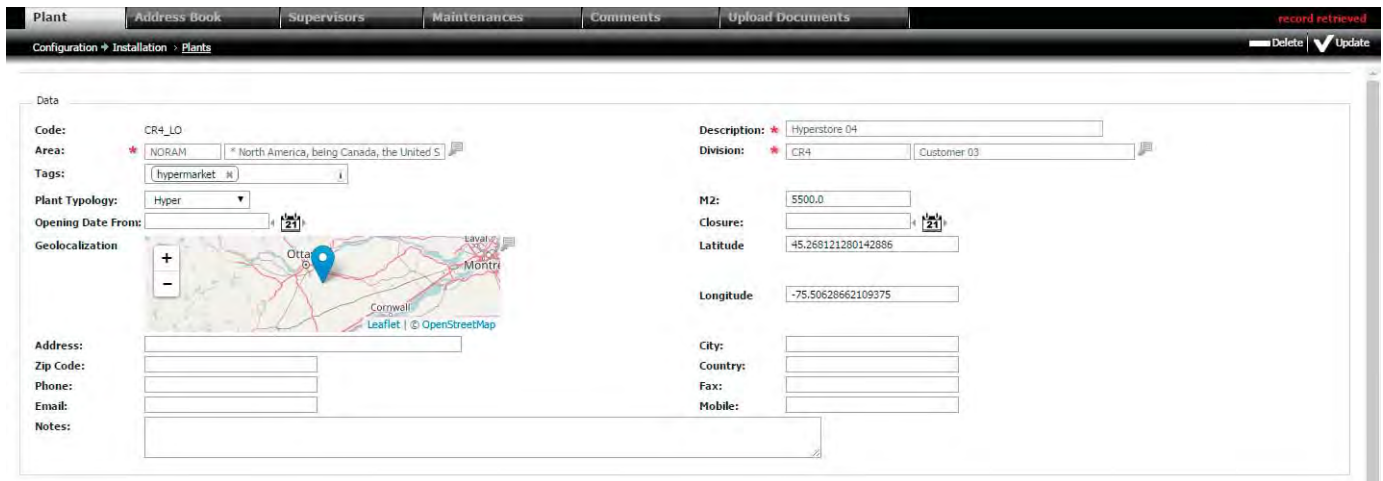 Plant Address Book Supervisors Maintenances Comments Upload Documents record retrieved
Configuration Installation > Plants Delete Update
Data
Code: CR4_LO Description: * Hyperstore 04
Area: * NORAM * North America, being Canada, the United S Division: * CR4 Customer 03
Tags: hypermarket i
Plant Typology: Hyper M2: 5500.0
Opening Date From: 21 Closure: 21
Geolocalization Latitude 45.268121280142886
+ Otta Laval
− Montr
Cornwall Longitude -75.50628662109375
Leaflet | © OpenStreetMap
Address: City:
Zip Code: Country:
Phone: Fax:
Email: Mobile:
Notes: